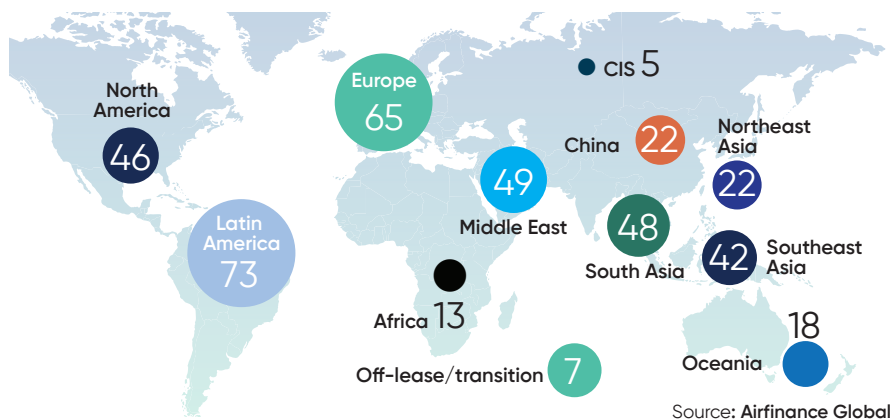 North
America
46
Latin
America
73
Europe
65
CIS 5
China
22
Northeast
Asia
22
49
Middle East
48
South Asia
42
Southeast
Asia
Africa 13
Off-lease/transition
7
18
Oceania
Source: Airfinance Global